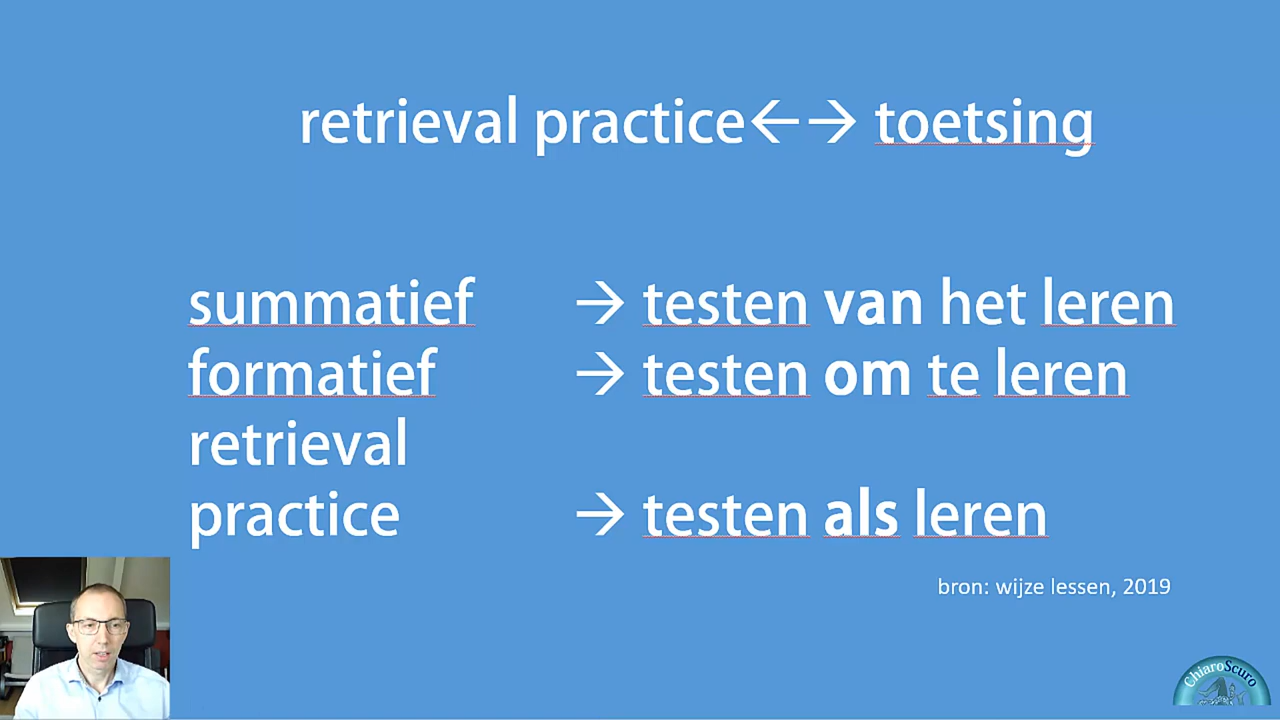 retrieval practice←→ toetsing
summatief → testen van het leren
formatief → testen om te leren
retrieval
practice → testen als leren
bron: wijze lessen, 2019
ChiaroScuro